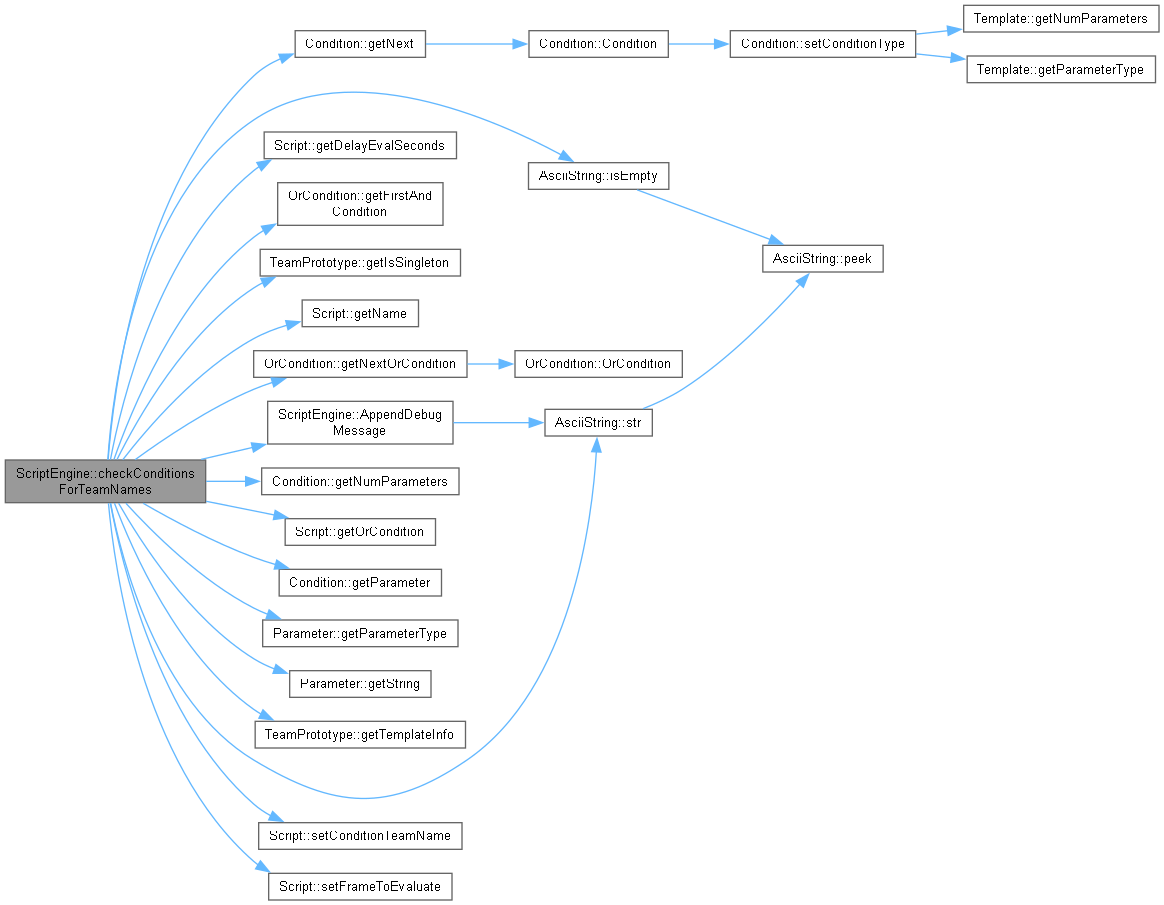 Template::getNumParameters
Condition::getNext
Condition::Condition
Condition::setConditionType
Template::getParameterType
Script::getDelayEvalSeconds
AsciiString::isEmpty
OrCondition::getFirstAnd
Condition
TeamPrototype::getIsSingleton
AsciiString::peek
Script::getName
OrCondition::getNextOrCondition
OrCondition::OrCondition
ScriptEngine::AppendDebug
Message
AsciiString::str
ScriptEngine::checkConditions
ForTeamNames
Condition::getNumParameters
Script::getOrCondition
Condition::getParameter
Parameter::getParameterType
Parameter::getString
TeamPrototype::getTemplateInfo
Script::setConditionTeamName
Script::setFrameToEvaluate